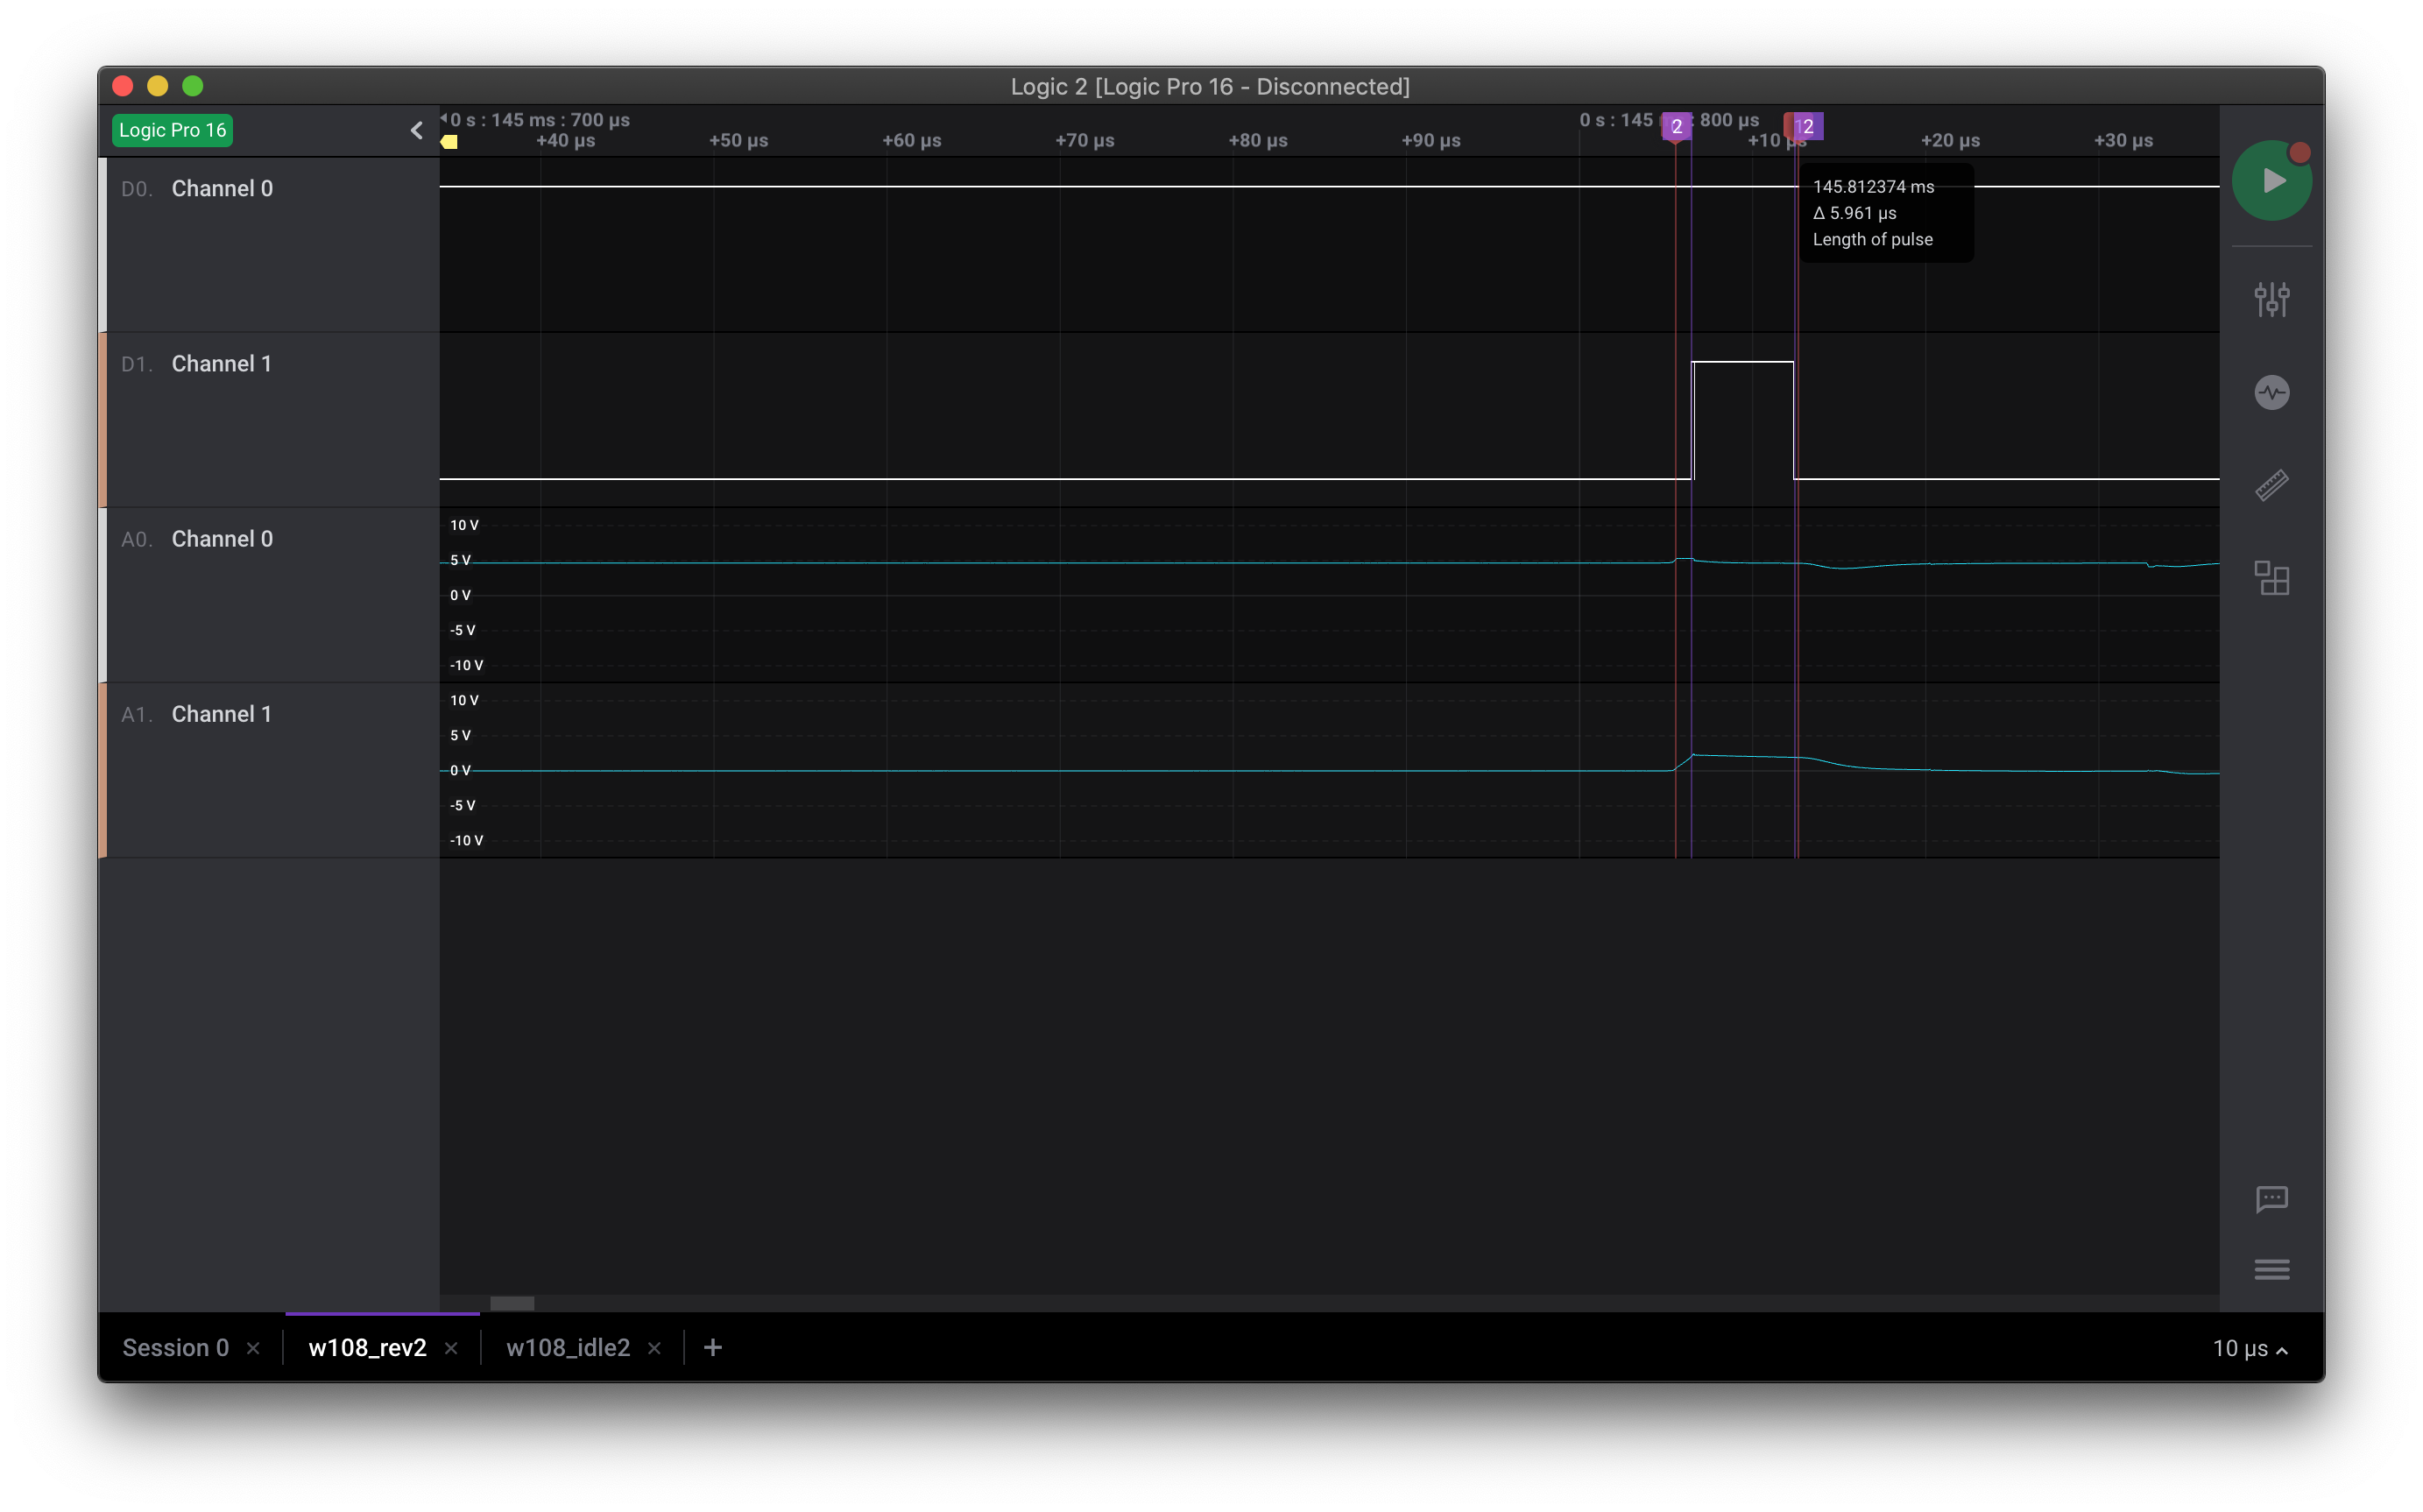 Logic 2 [Logic Pro 16 - Disconnected]
Logic Pro 16
0 s : 145 ms : 700 µs
0 s : 145 : 800 µs
2
12
+40 µs
+50 µs
+60 µs
+70 µs
+80 µs
+90 µs
+10 µs
+20 µs
+30 µs
145.812374 ms
Δ 5.961 µs
Length of pulse
D0. Channel 0
D1. Channel 1
A0. Channel 0
10 V
5 V
0 V
-5 V
-10 V
A1. Channel 1
10 V
5 V
0 V
-5 V
-10 V
Session 0
w108_rev2
w108_idle2
10 µs